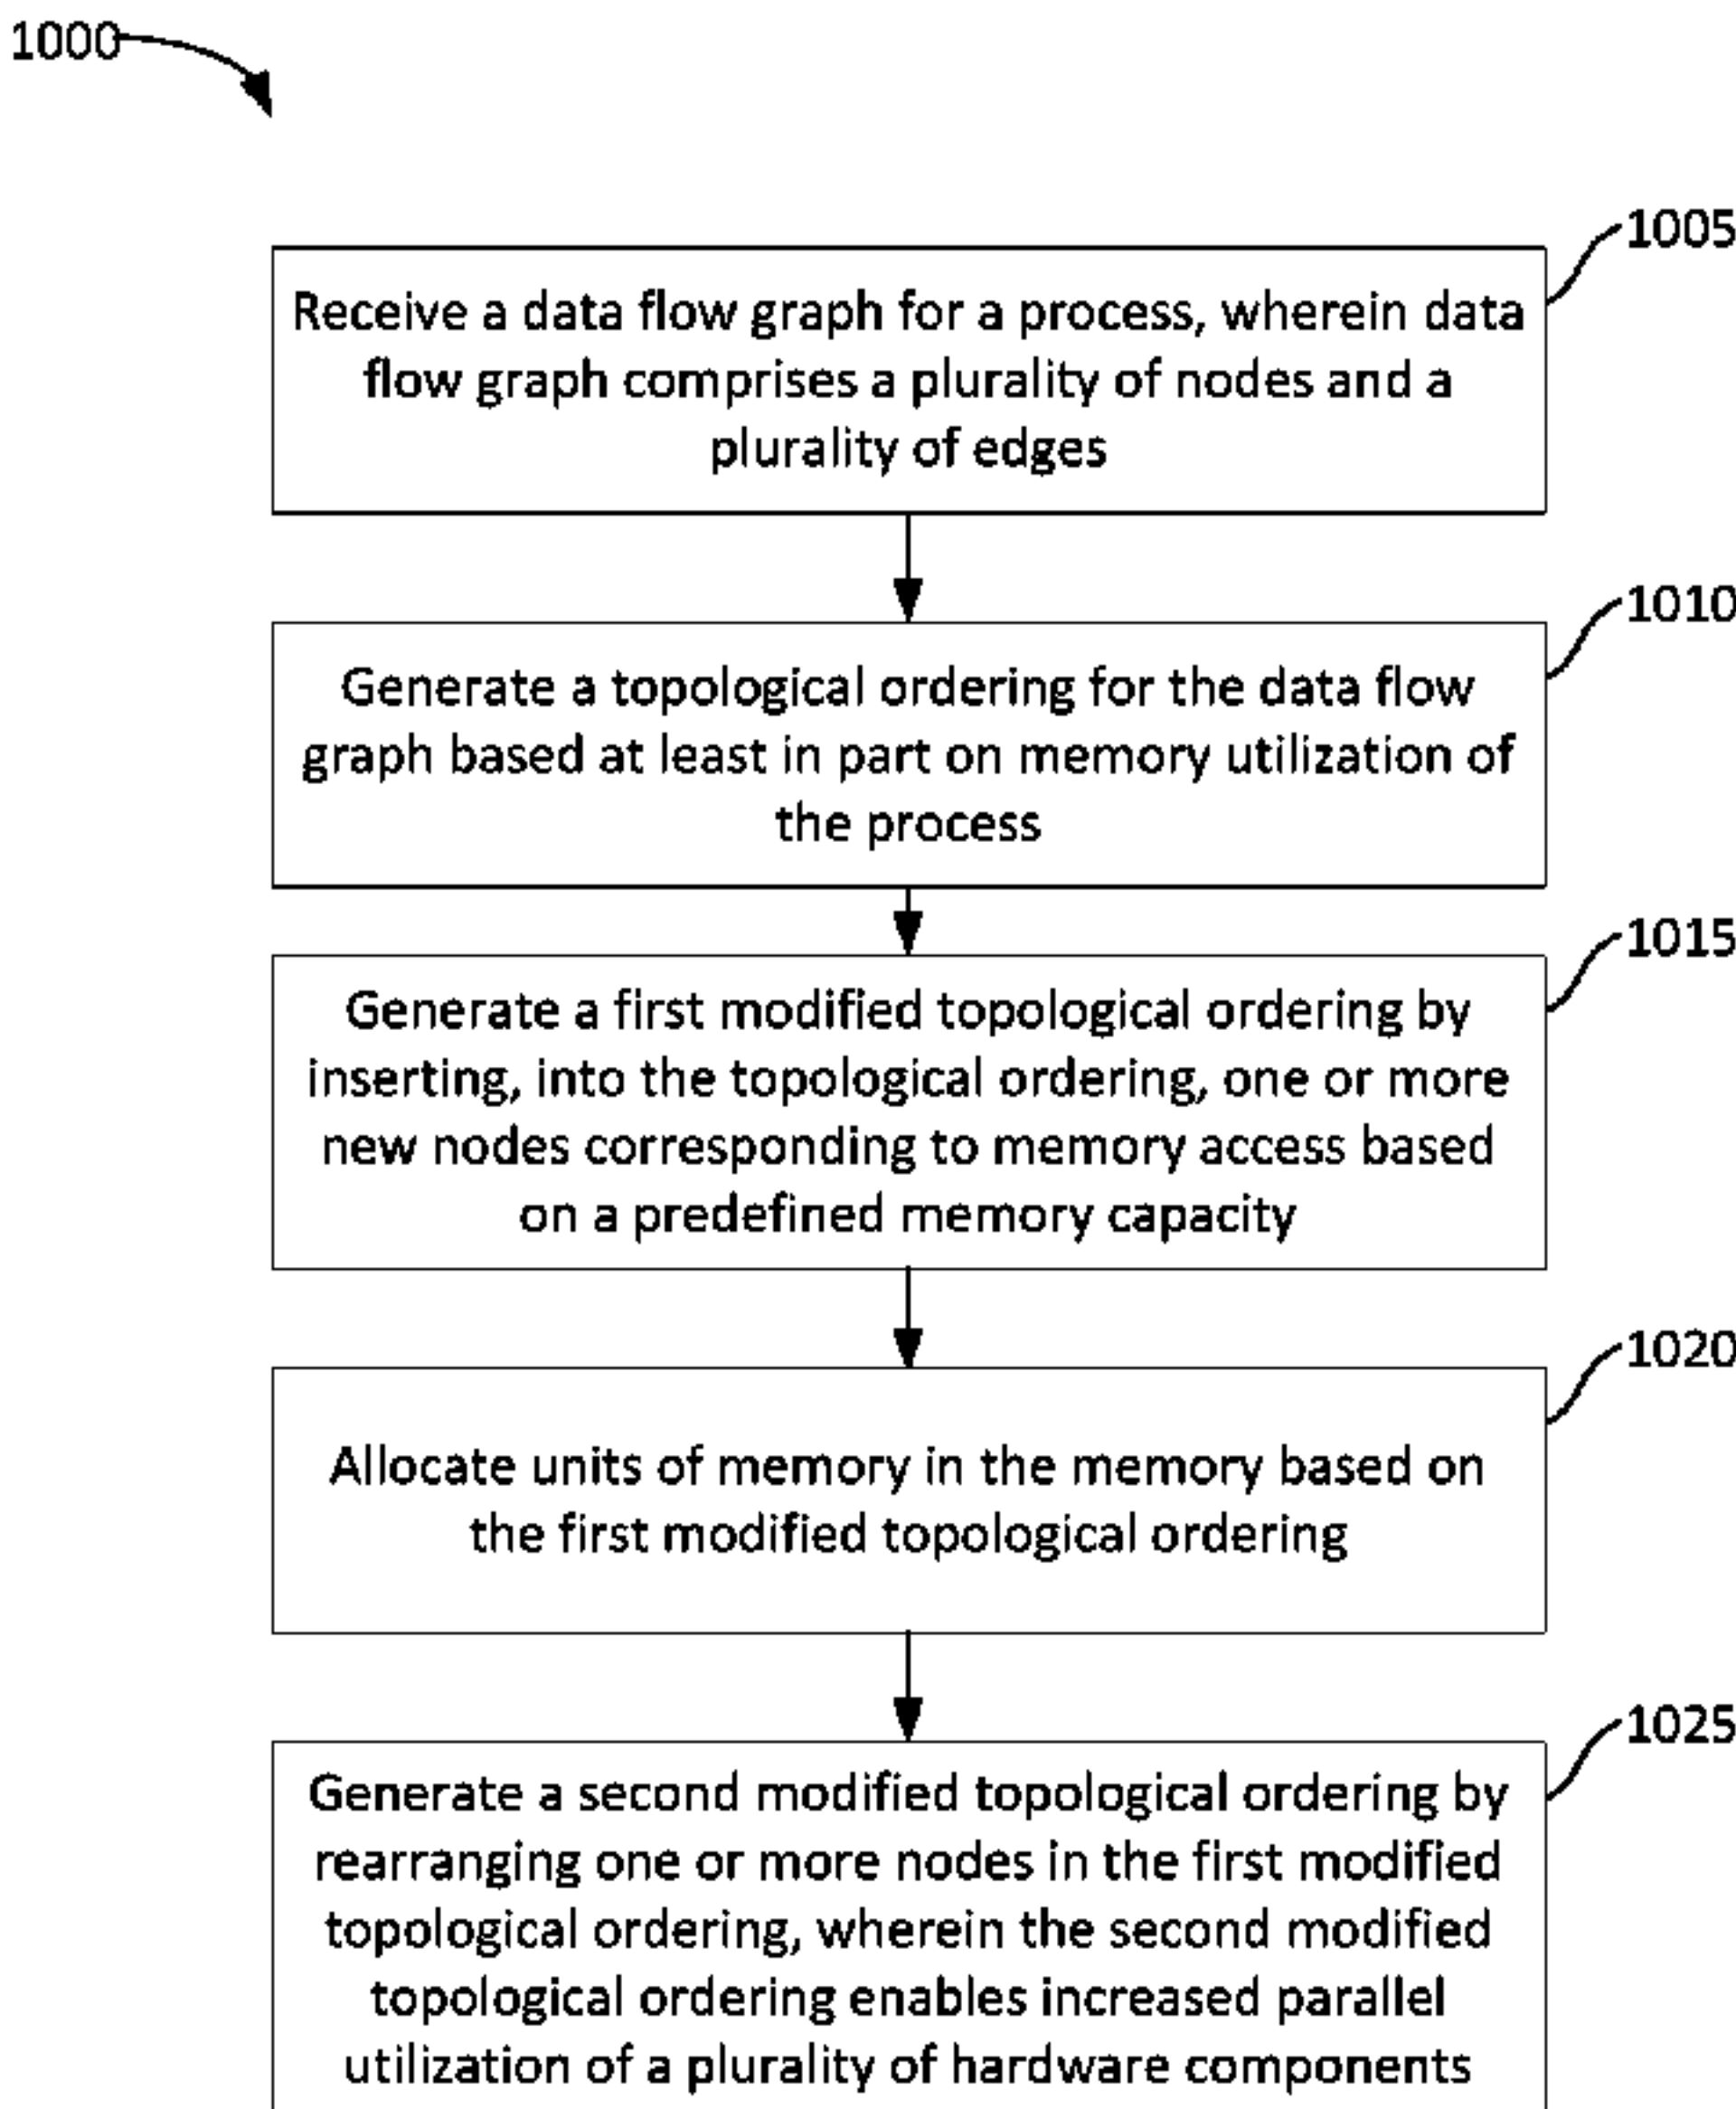 1000
1005
Receive a data flow graph for a process, wherein data
flow graph comprises a plurality of nodes and a
plurality of edges
1010
Generate a topological ordering for the data flow
graph based at least in part on memory utilization of
the process
1015
Generate a first modified topological ordering by
inserting, into the topological ordering, one or more
new nodes corresponding to memory access based
on a predefined memory capacity
1020
Allocate units of memory in the memory based on
the first modified topological ordering
1025
Generate a second modified topological ordering by
rearranging one or more nodes in the first modified
topological ordering, wherein the second modified
topological ordering enables increased parallel
utilization of a plurality of hardware components